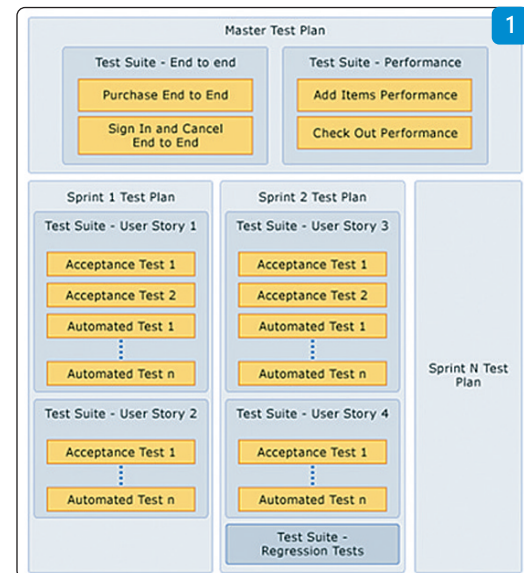 1
Master Test Plan
Test Suite - End to end
Purchase End to End
Sign In and Cancel
End to End
Test Suite - Performance
Add Items Performance
Check Out Performance
Sprint 1 Test Plan
Test Suite - User Story 1
Acceptance Test 1
Acceptance Test 2
Automated Test 1
Automated Test n
Test Suite - User Story 2
Acceptance Test 1
Automated Test n
Sprint 2 Test Plan
Test Suite - User Story 3
Acceptance Test 1
Acceptance Test 2
Automated Test 1
Automated Test n
Test Suite - User Story 4
Acceptance Test 1
Automated Test n
Test Suite -
Regression Tests
Sprint N Test
Plan